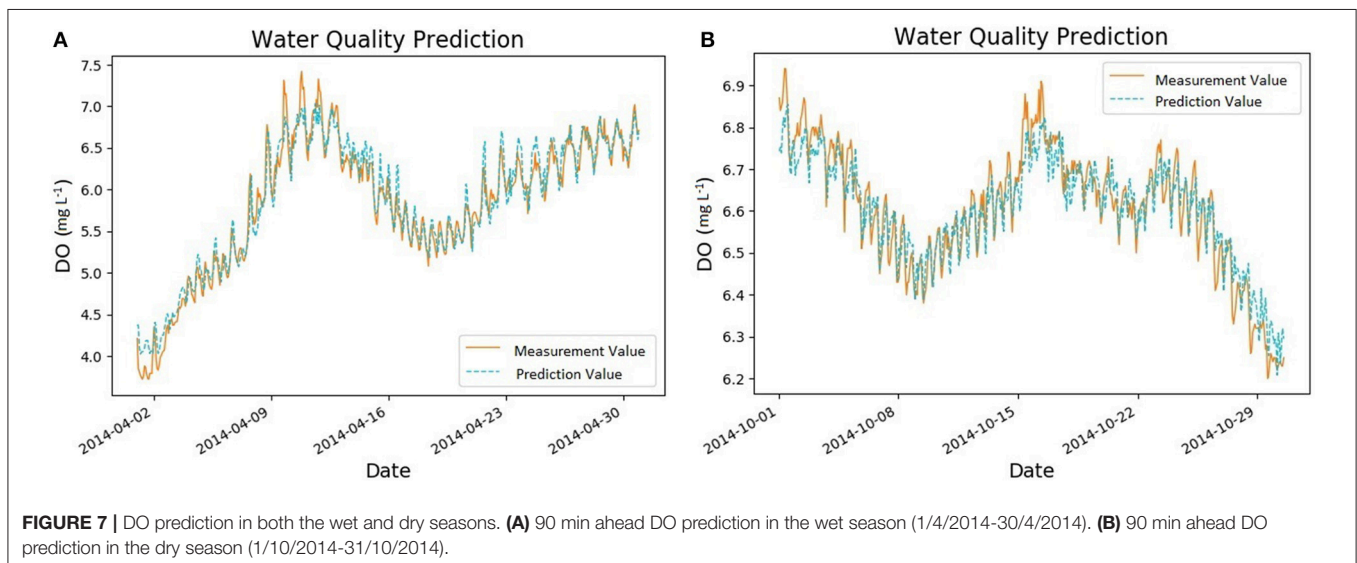 A
Water Quality Prediction
7.5
7.0
6.5
6.0
5.5
5.0
4.5
4.0
DO (mg L-1)
Measurement Value
Prediction Value
2014-04-02
2014-04-09
2014-04-16
2014-04-23
2014-04-30
Date
B
Water Quality Prediction
6.9
6.8
6.7
6.6
6.5
6.4
6.3
6.2
DO (mg L-1)
Measurement Value
Prediction Value
2014-10-01
2014-10-08
2014-10-15
2014-10-22
2014-10-29
Date
FIGURE 7 | DO prediction in both the wet and dry seasons. (A) 90 min ahead DO prediction in the wet season (1/4/2014-30/4/2014). (B) 90 min ahead DO
prediction in the dry season (1/10/2014-31/10/2014).